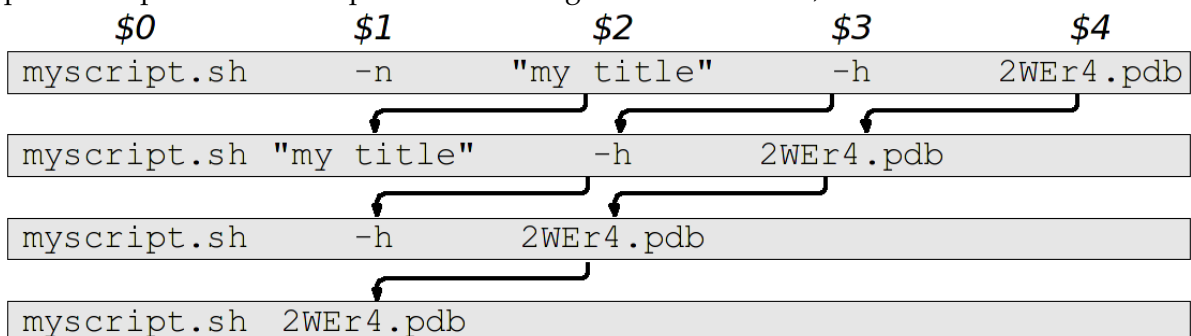 $0 $1 $2 $3 $4
myscript.sh -n "my title" -h 2WEr4.pdb
myscript.sh "my title" -h 2WEr4.pdb
myscript.sh -h 2WEr4.pdb
myscript.sh 2WEr4.pdb